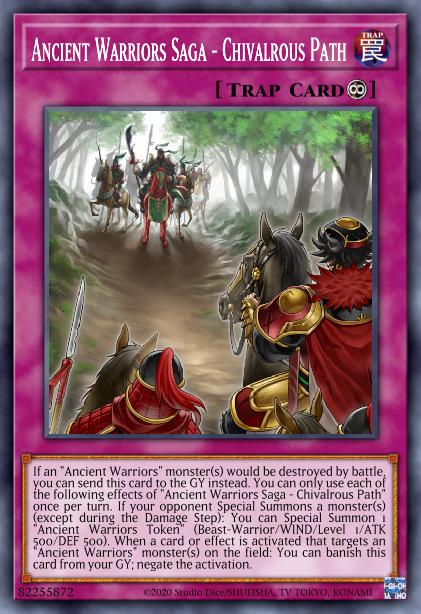 ANCIENT WARRIORS SAGA - CHIVALROUS PATH
TRAP
罠
[TRAP CARD∞]
If an "Ancient Warriors" monster(s) would be destroyed by battle,
you can send this card to the GY instead. You can only use each
of the following effects of "Ancient Warriors Saga - Chivalrous Path"
once per turn. If your opponent Special Summons a monster(s)
(except during the Damage Step): You can Special Summon 1
"Ancient Warriors Token" (Beast-Warrior/WIND/Level 1/ATK
500/DEF 500). When a card or effect is activated that targets an
"Ancient Warriors" monster(s) on the field: You can banish this
card from your GY; negate the activation.
82255872
©2020 Studio Dice/SHUEISHA, TV TOKYO, KONAMI